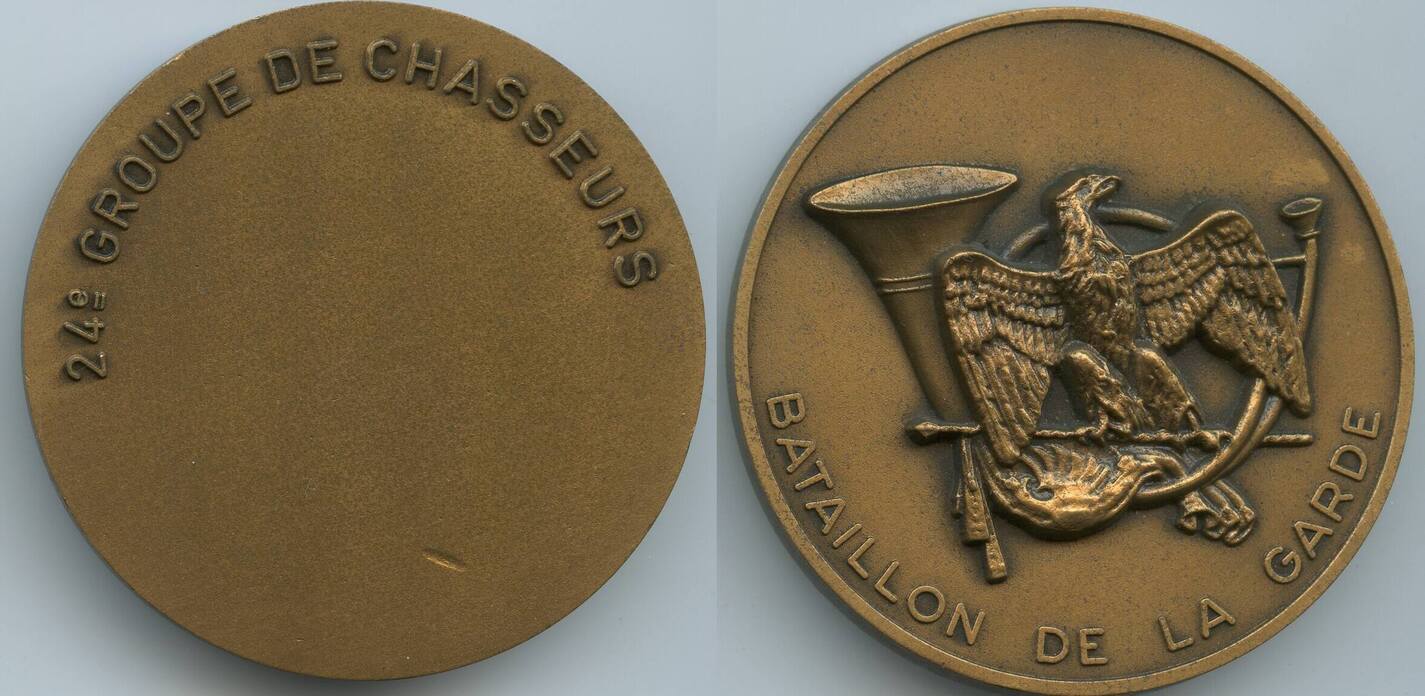 24e GROUPE DE CHASSEURS
BATAILLON DE LA GARDE